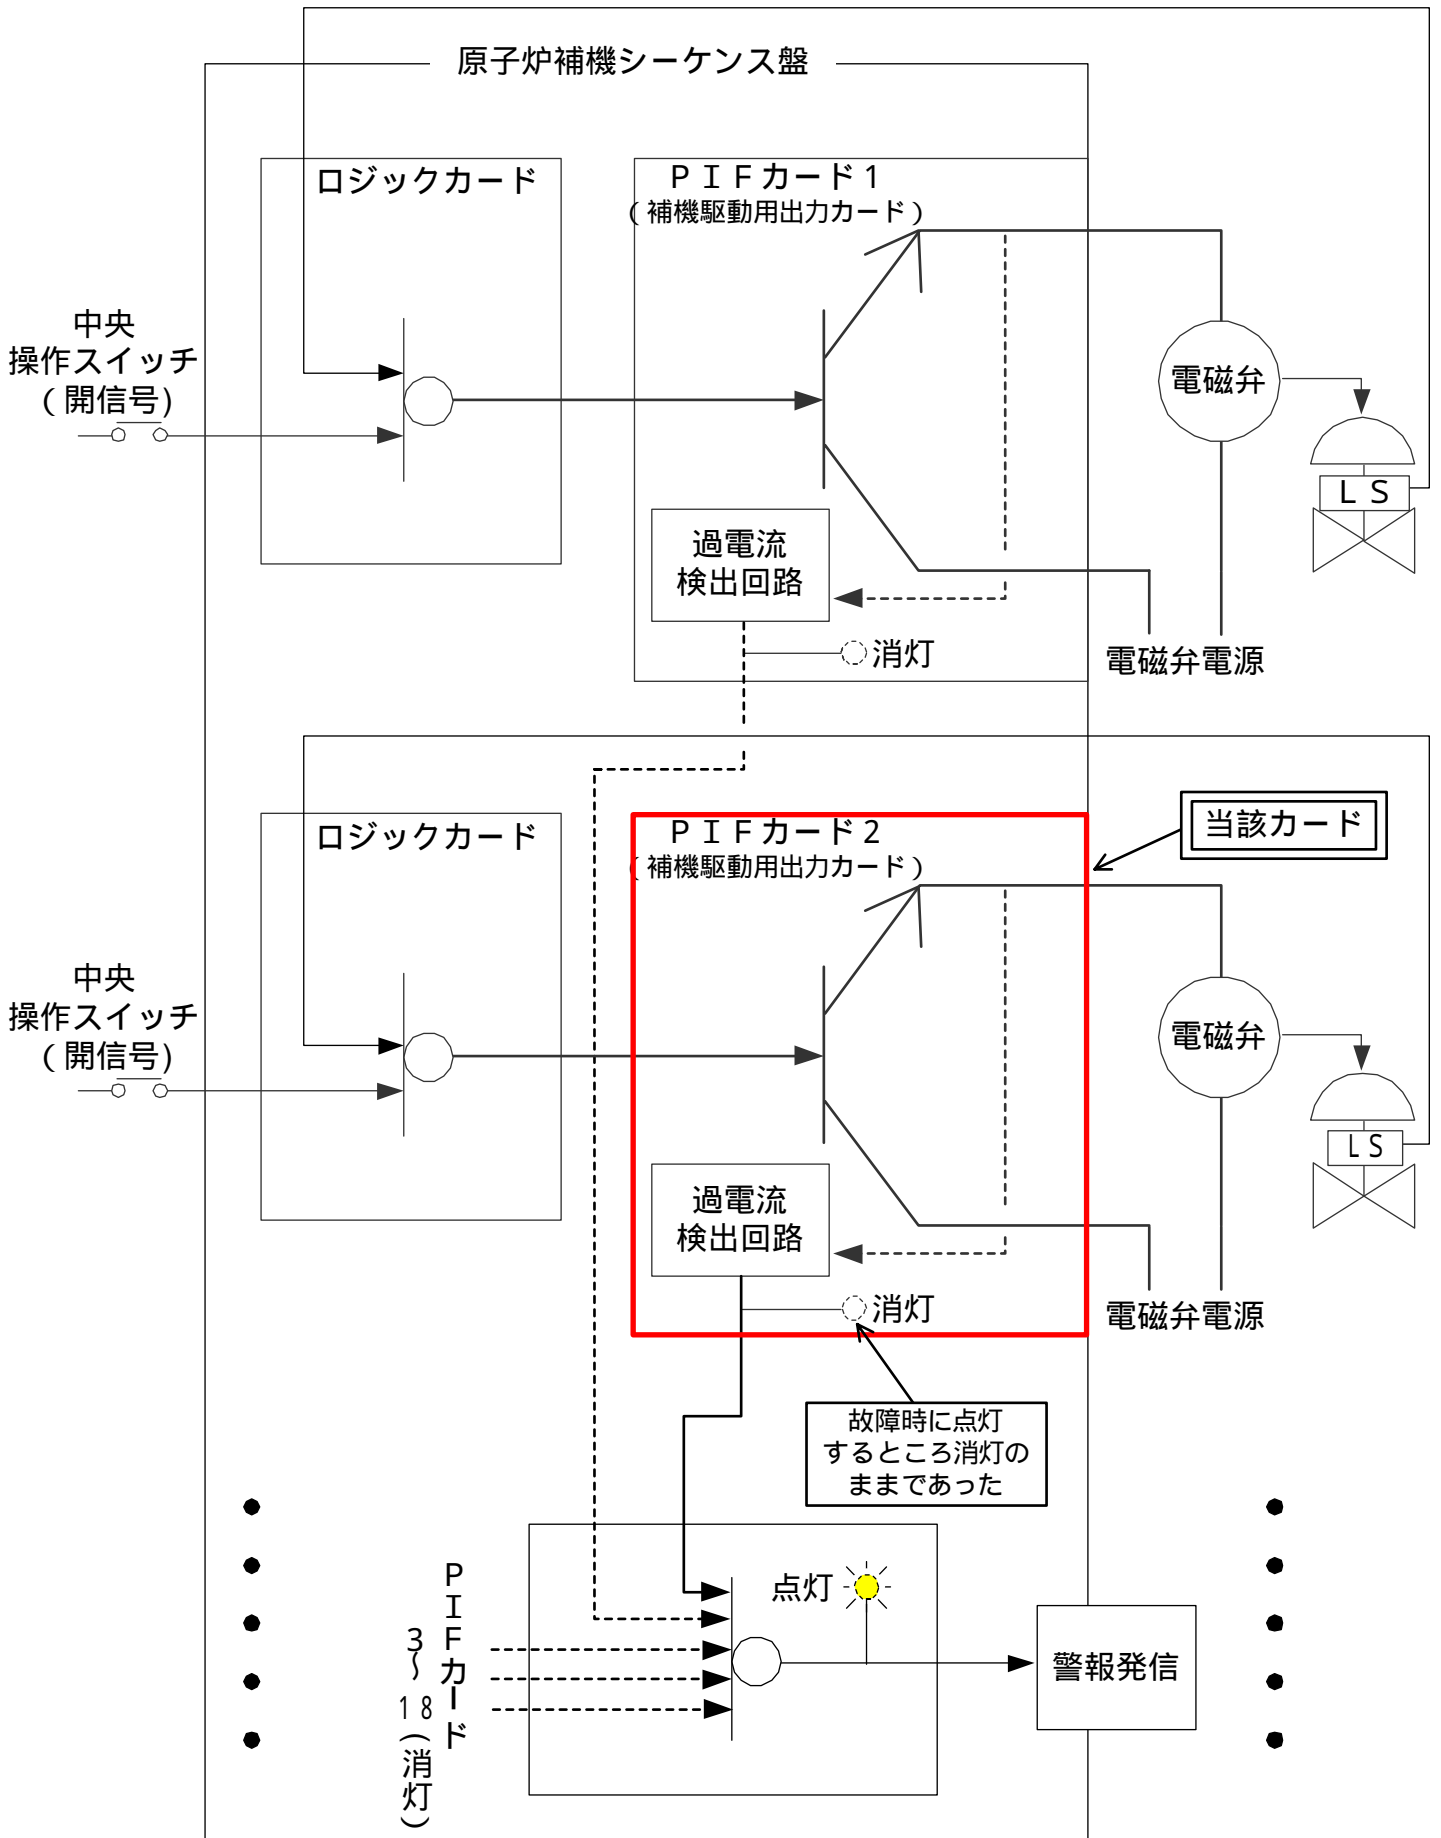 原子炉補機シーケンス盤
ロジックカード
ＰＩＦカード１
（補機駆動用出力カード）
中央
操作スイッチ
（開信号)
電磁弁
ＬＳ
過電流
検出回路
消灯
電磁弁電源
当該カード
ロジックカード
ＰＩＦカード２
（補機駆動用出力カード）
中央
操作スイッチ
（開信号)
電磁弁
ＬＳ
過電流
検出回路
消灯
電磁弁電源
故障時に点灯
するところ消灯の
ままであった
ＰＩＦカード
３～１８（消灯）
点灯
警報発信